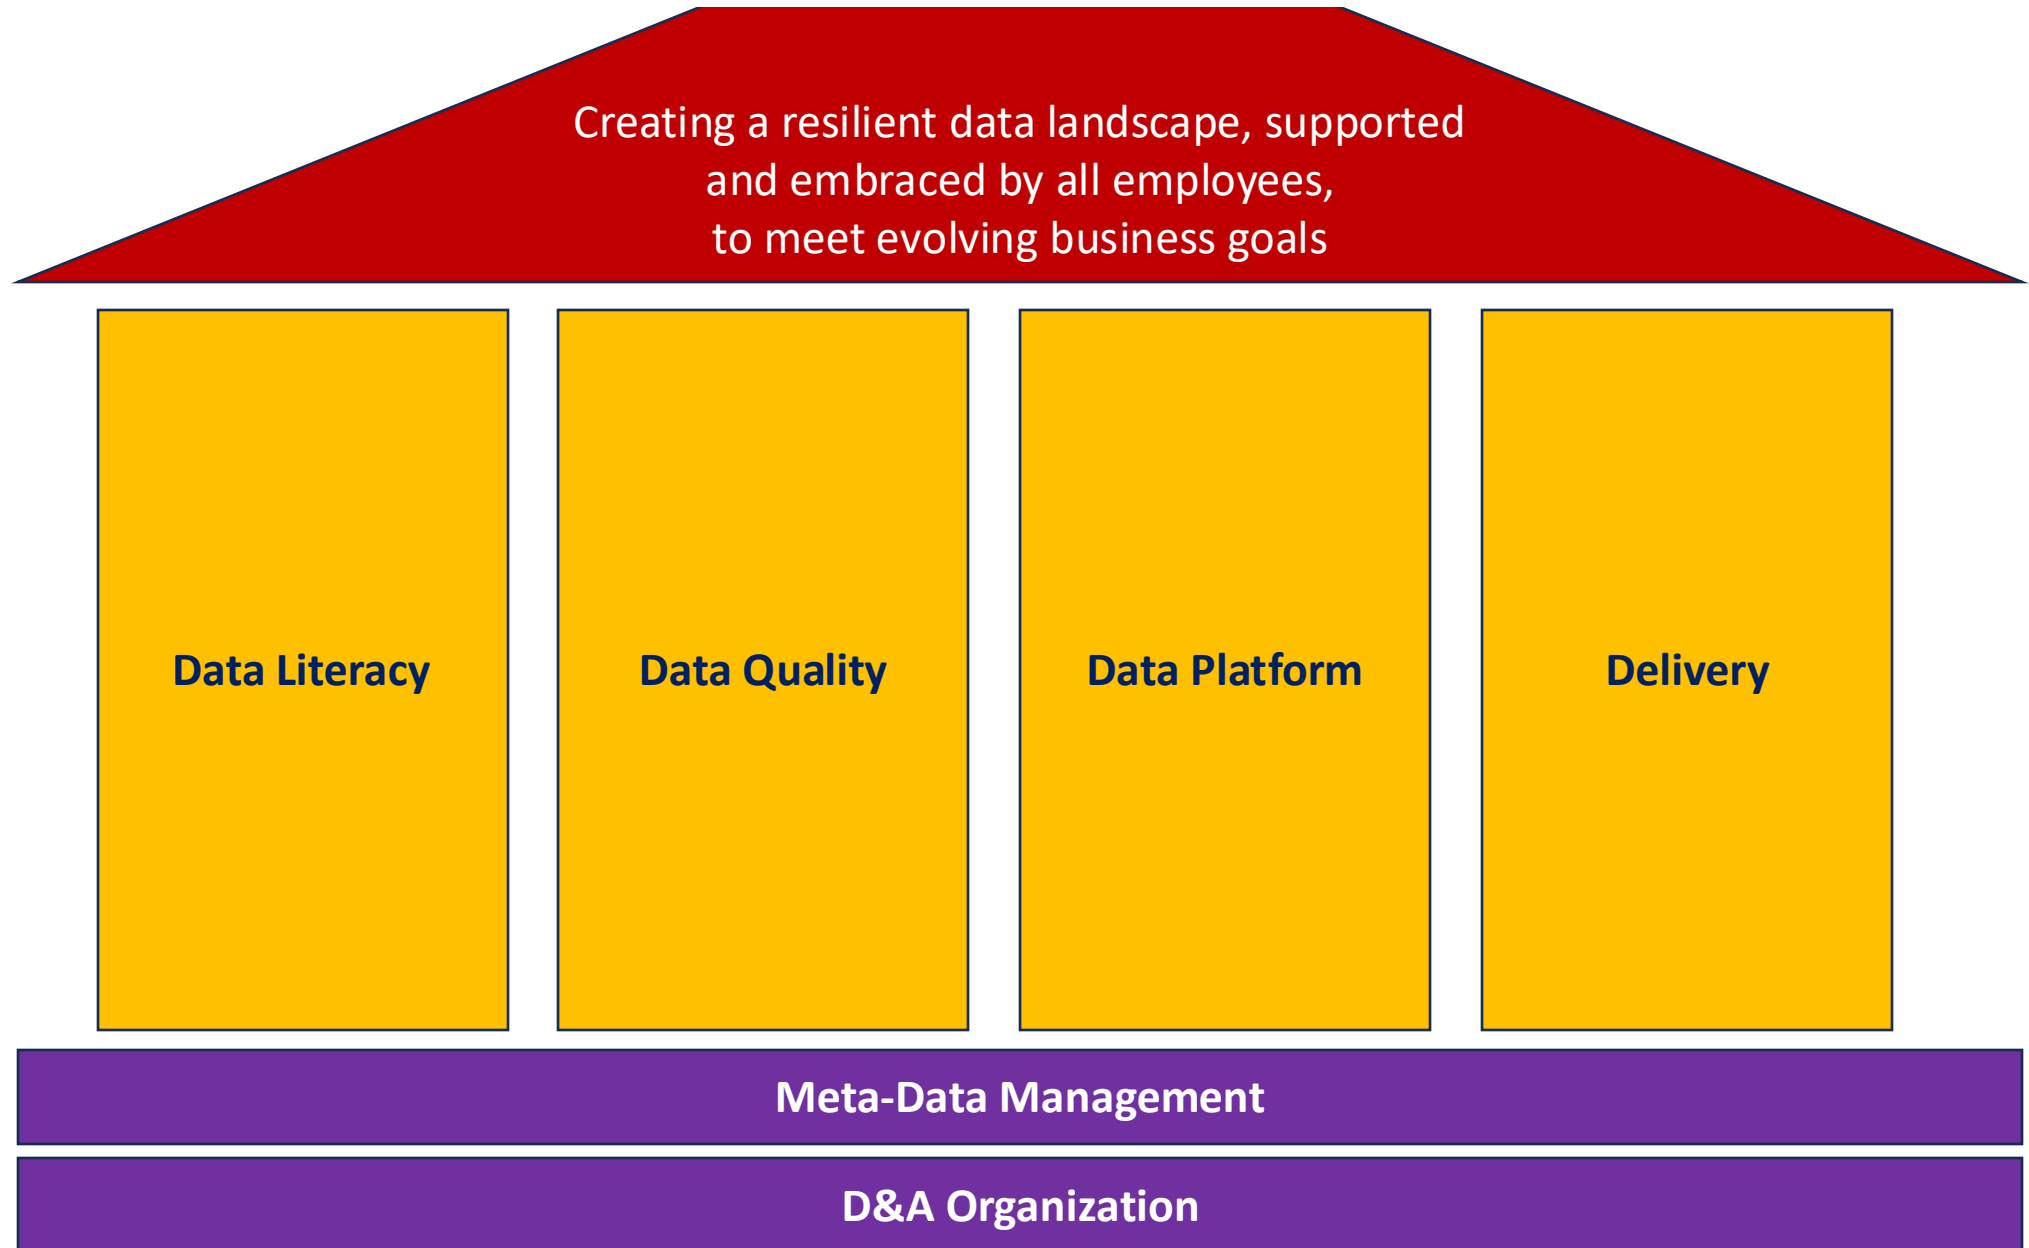 Creating a resilient data landscape, supported
and embraced by all employees,
to meet evolving business goals
Data Literacy
Data Quality
Data Platform
Delivery
Meta-Data Management
D&A Organization